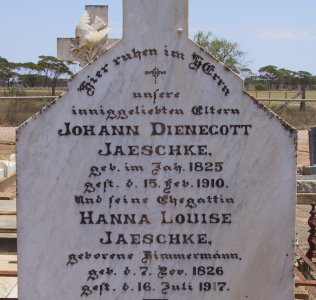 Hier ruhen im HErrn
unsere
inniggeliebten Eltern
JOHANN DIENEGOTT
JAESCHKE,
geb. im Jah. 1825
gest. d. 15. Feb. 1910.
Und seine Ehegattin
HANNA LOUISE
JAESCHKE,
geborene Zimmermann,
geb. d. 7. Nov. 1826
gest. d. 16. Juli 1917.